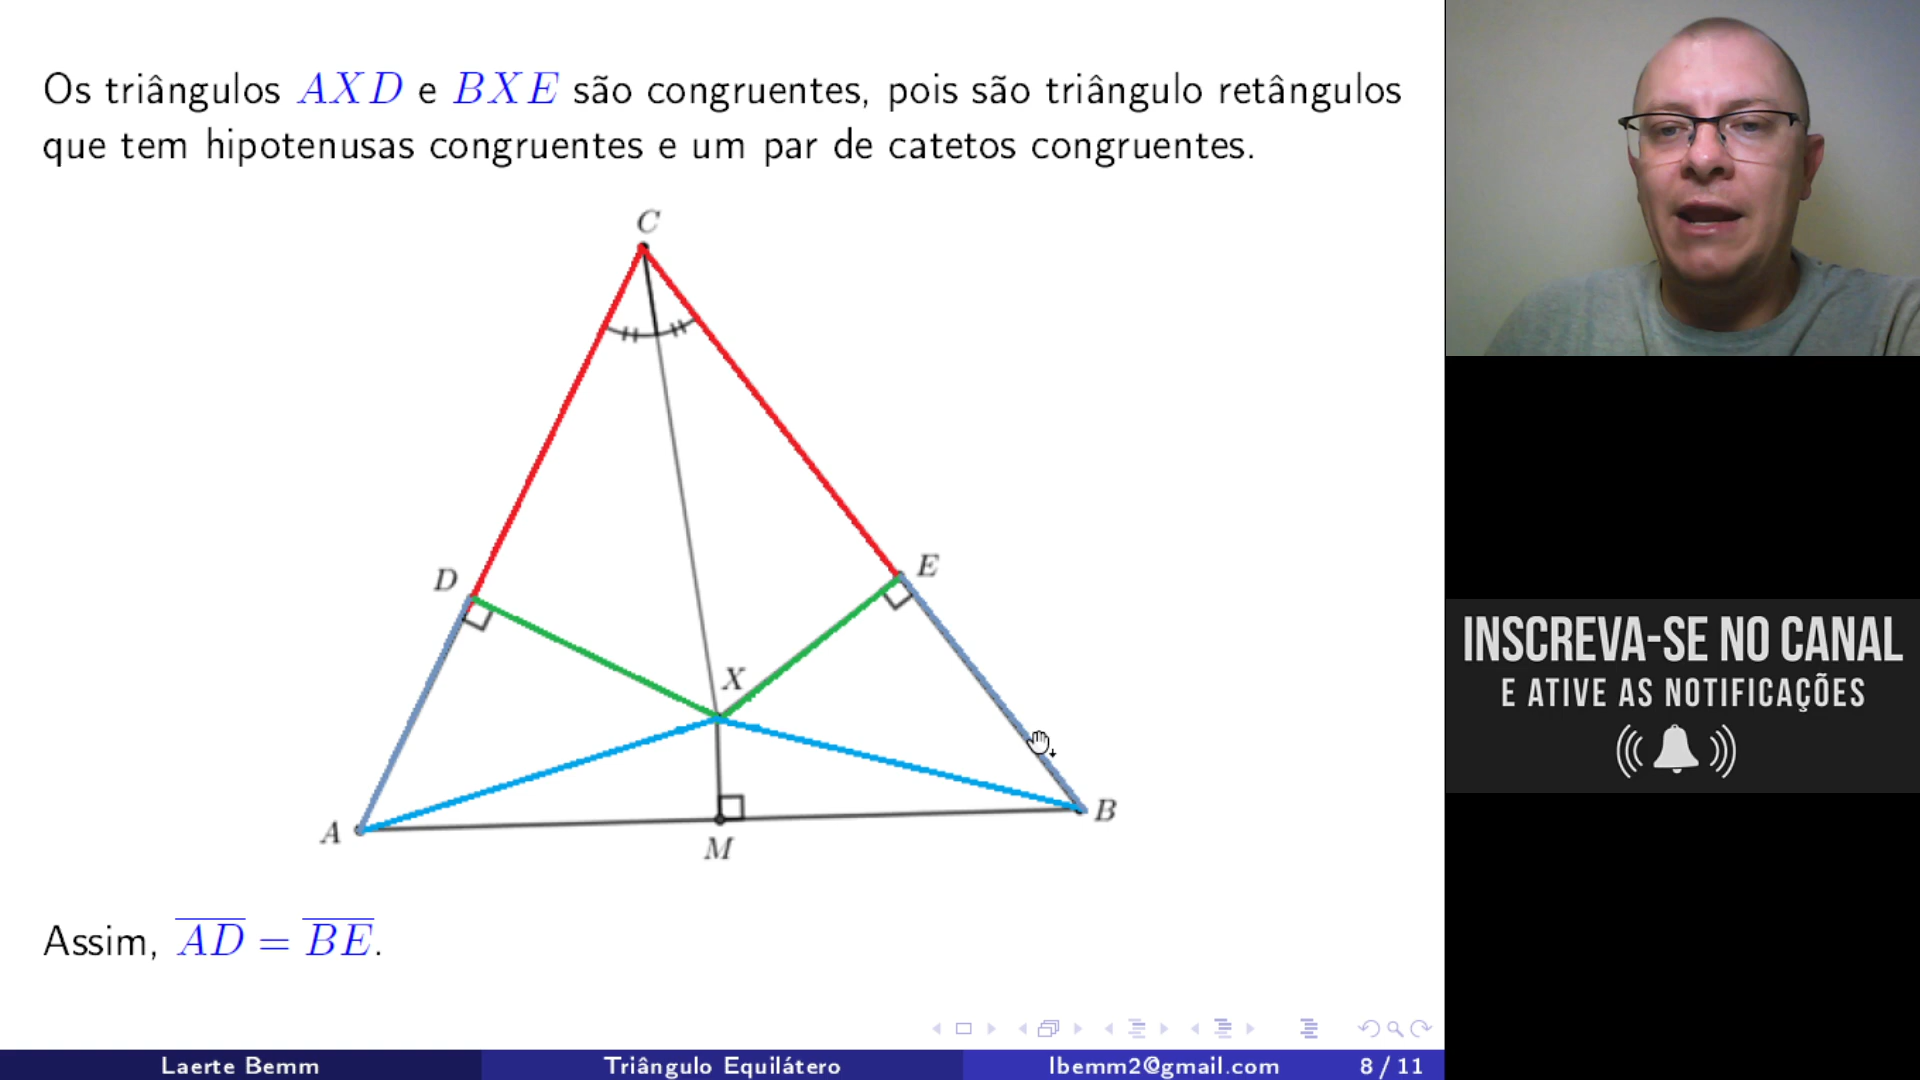 Os triângulos AXD e BXE são congruentes, pois são triângulo retângulos
que tem hipotenusas congruentes e um par de catetos congruentes.
C
D
E
X
A
B
M
Assim, AD = BE.
Laerte Bemm
Triângulo Equilátero
lbemm2@gmail.com
8 / 11
INSCREVA-SE NO CANAL
E ATIVE AS NOTIFICAÇÕES